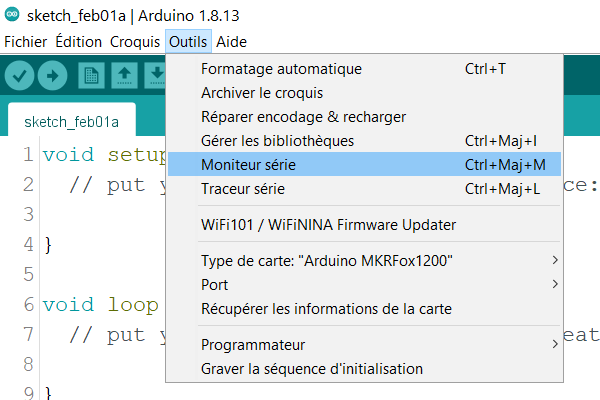 sketch_feb01a | Arduino 1.8.13
Fichier Édition Croquis Outils Aide
sketch_feb01a
Formatage automatique Ctrl+T
Archiver le croquis
Réparer encodage & recharger
Gérer les bibliothèques Ctrl+Maj+I
Moniteur série Ctrl+Maj+M
Traceur série Ctrl+Maj+L
WiFi101 / WiFiNINA Firmware Updater
Type de carte: "Arduino MKRFox1200"
Port
Récupérer les informations de la carte
Programmateur
Graver la séquence d'initialisation
1 void setup
2 // put y ce:
3
4 }
5
6 void loop
7 // put y eat
8
9 }